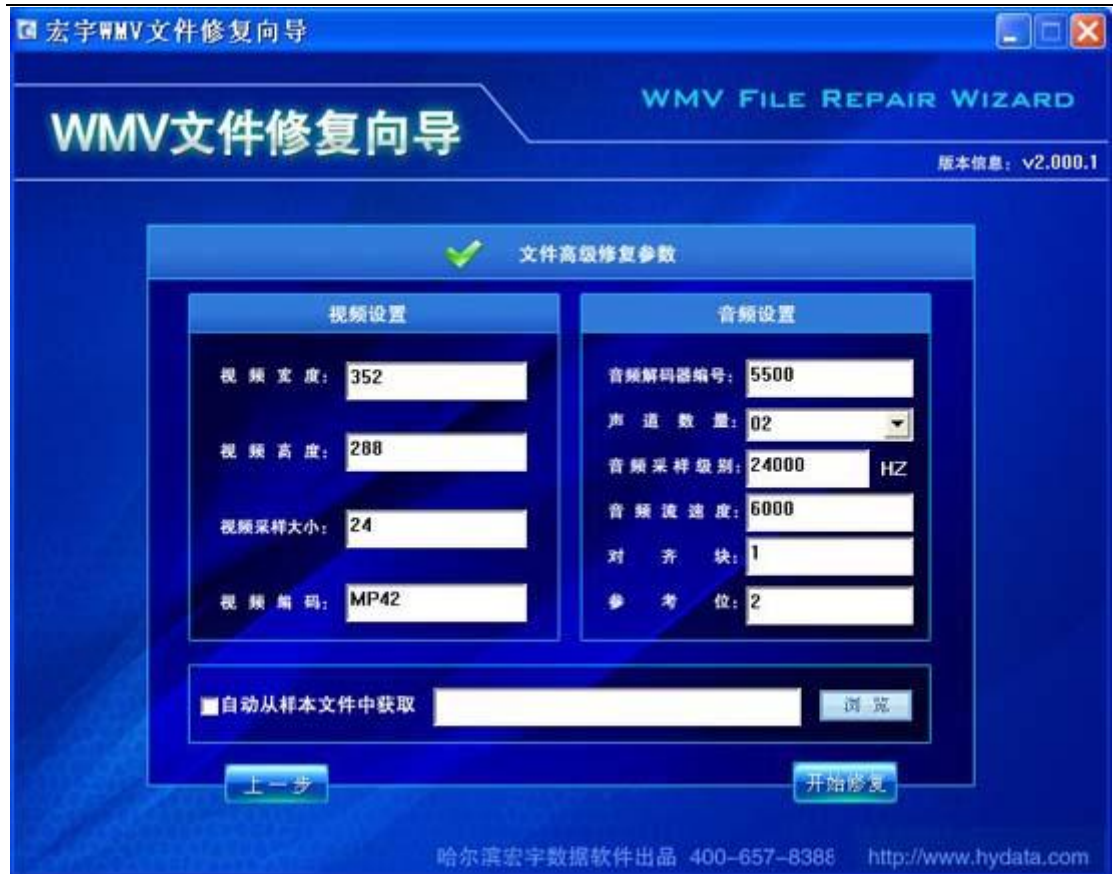 宏宇WMV文件修复向导
WMV FILE REPAIR WIZARD
WMV文件修复向导
版本信息：v2.000.1
文件高级修复参数
视频设置
视频宽度：352
视频高度：288
视频采样大小：24
视频编码：MP42
音频设置
音频解码器编号：5500
声道数量：02
音频采样级别：24000 HZ
音频流速度：6000
对齐块：1
参考位：2
自动从样本文件中获取
浏览
上一步
开始修复
哈尔滨宏宇数据软件出品 400-657-8388 http://www.hydata.com